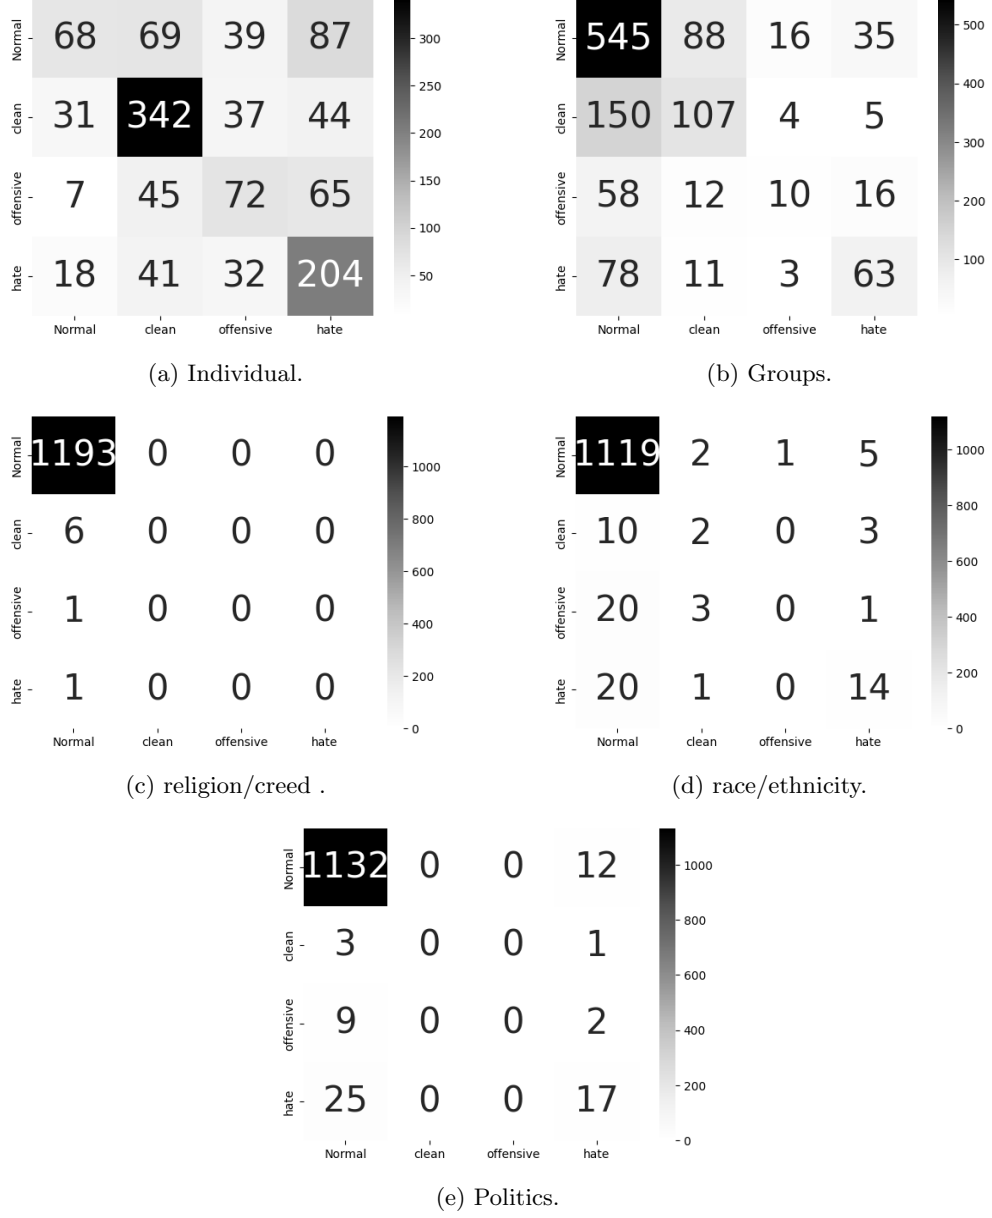 Normal 68 69 39 87
clean 31 342 37 44
offensive 7 45 72 65
hate 18 41 32 204
Normal clean offensive hate
300
250
200
150
100
50
(a) Individual.
Normal 545 88 16 35
clean 150 107 4 5
offensive 58 12 10 16
hate 78 11 3 63
Normal clean offensive hate
500
400
300
200
100
(b) Groups.
Normal 1193 0 0 0
clean 6 0 0 0
offensive 1 0 0 0
hate 1 0 0 0
Normal clean offensive hate
1000
800
600
400
200
0
(c) religion/creed .
Normal 1119 2 1 5
clean 10 2 0 3
offensive 20 3 0 1
hate 20 1 0 14
Normal clean offensive hate
1000
800
600
400
200
0
(d) race/ethnicity.
Normal 1132 0 0 12
clean 3 0 0 1
offensive 9 0 0 2
hate 25 0 0 17
Normal clean offensive hate
1000
800
600
400
200
0
(e) Politics.